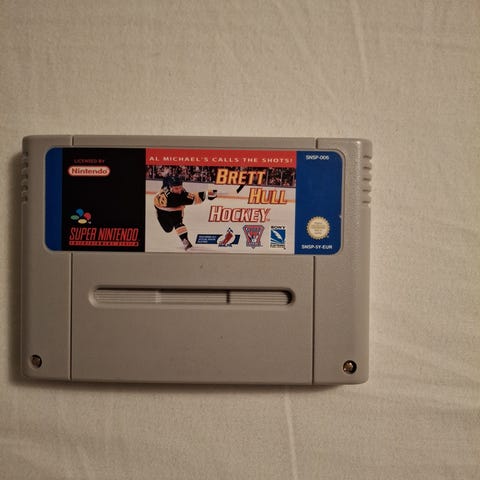 LICENSED BY
Nintendo
AL MICHAEL'S CALLS THE SHOTS!
SNSP-006
BRETT
HULL
HOCKEY
SUPER NINTENDO
ENTERTAINMENT SYSTEM
SNSP-5Y-EUR